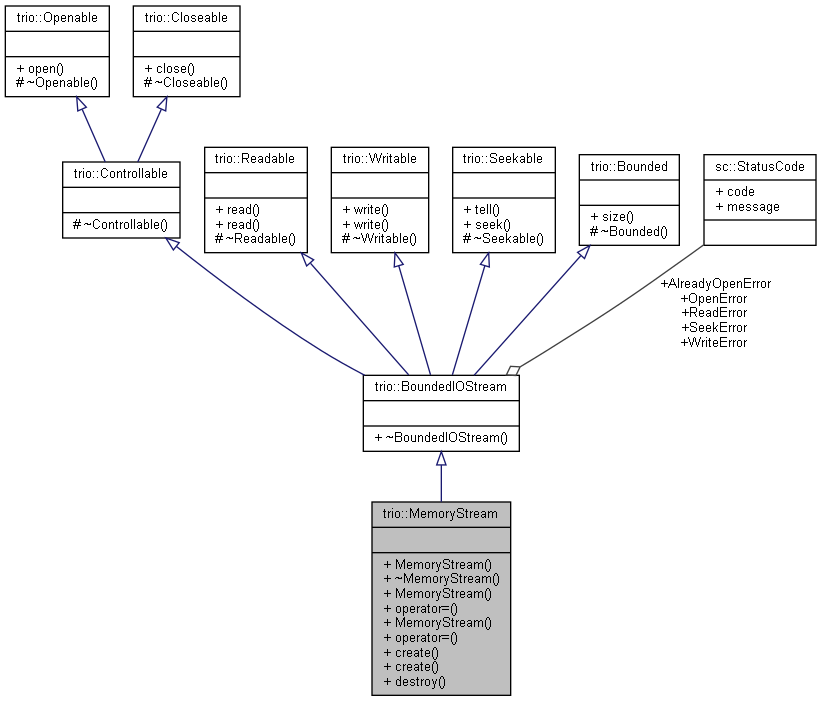 trio::Openable
+ open()
# ~Openable()
trio::Closeable
+ close()
# ~Closeable()
trio::Controllable
# ~Controllable()
trio::Readable
+ read()
+ read()
# ~Readable()
trio::Writable
+ write()
+ write()
# ~Writable()
trio::Seekable
+ tell()
+ seek()
# ~Seekable()
trio::Bounded
+ size()
# ~Bounded()
sc::StatusCode
+ code
+ message
+AlreadyOpenError
+OpenError
+ReadError
+SeekError
+WriteError
trio::BoundedIOStream
+ ~BoundedIOStream()
trio::MemoryStream
+ MemoryStream()
+ ~MemoryStream()
+ MemoryStream()
+ operator=()
+ MemoryStream()
+ operator=()
+ create()
+ create()
+ destroy()